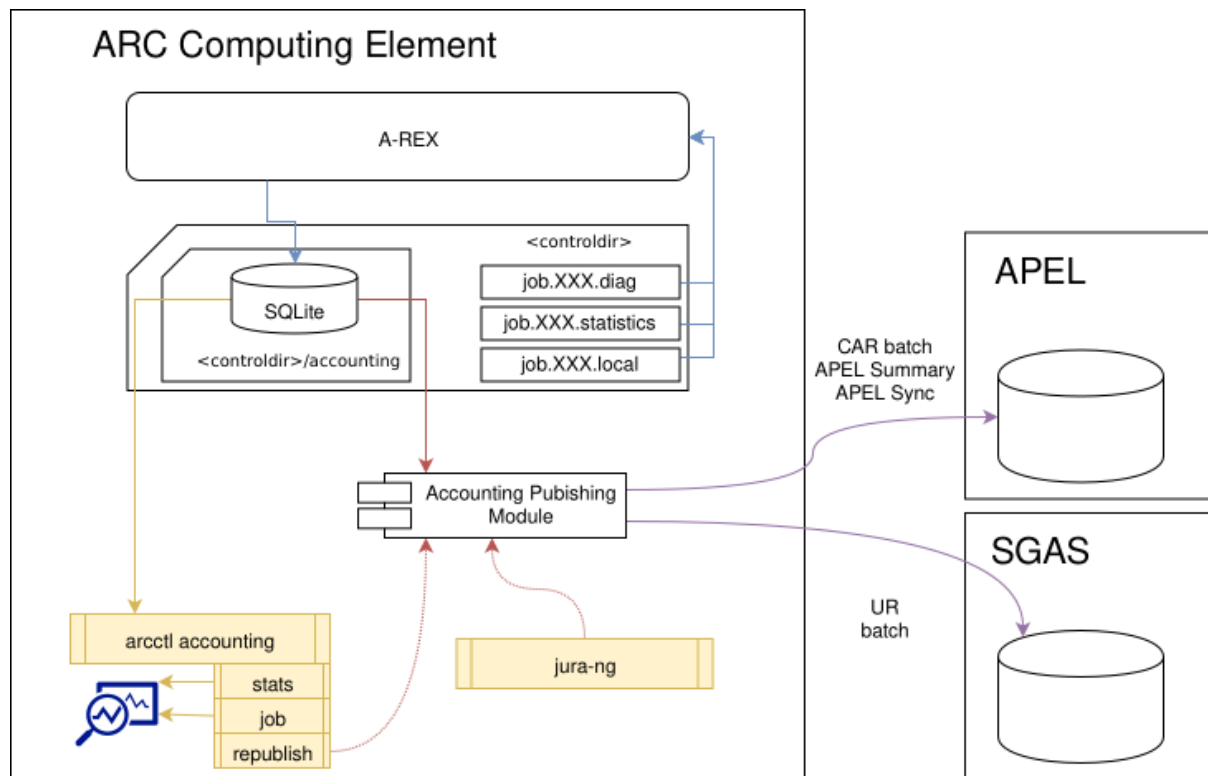 ARC Computing Element
A-REX
<controldir>
job.XXX.diag
SQLite
job.XXX.statistics
<controldir>/accounting
job.XXX.local
APEL
CAR batch
APEL Summary
APEL Sync
Accounting Pubishing
Module
SGAS
UR
batch
arcctl accounting
jura-ng
stats
job
republish